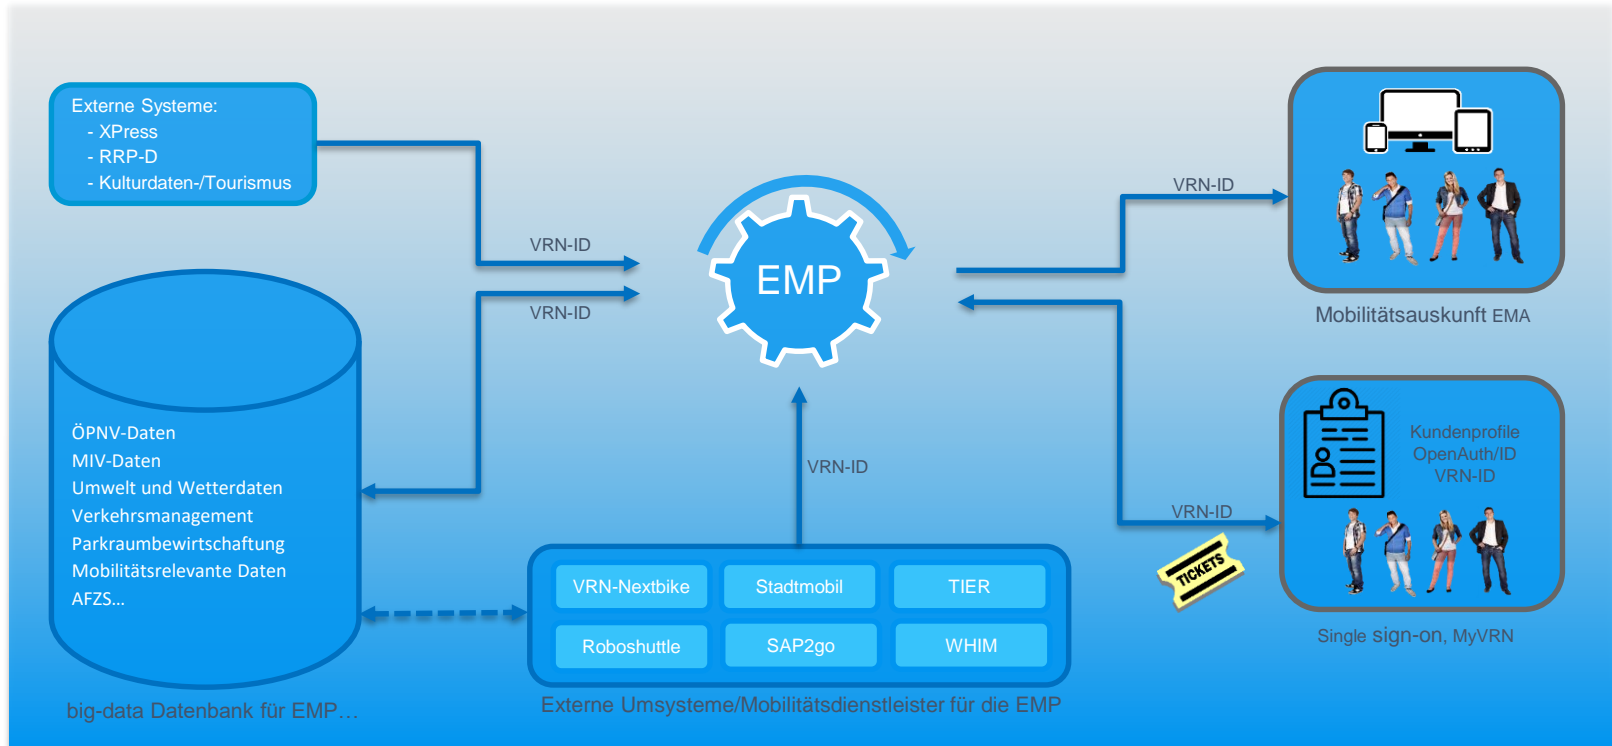 Externe Systeme:
- XPress
- RRP-D
- Kulturdaten-/Tourismus
VRN-ID
VRN-ID
EMP
VRN-ID
Mobilitätsauskunft EMA
ÖPNV-Daten
MIV-Daten
Umwelt und Wetterdaten
Verkehrsmanagement
Parkraumbewirtschaftung
Mobilitätsrelevante Daten
AFZS...
big-data Datenbank für EMP...
VRN-ID
VRN-Nextbike
Stadtmobil
TIER
Roboshuttle
SAP2go
WHIM
Externe Umsysteme/Mobilitätsdienstleister für die EMP
VRN-ID
TICKETS
Kundenprofile
OpenAuth/ID
VRN-ID
Single sign-on, MyVRN